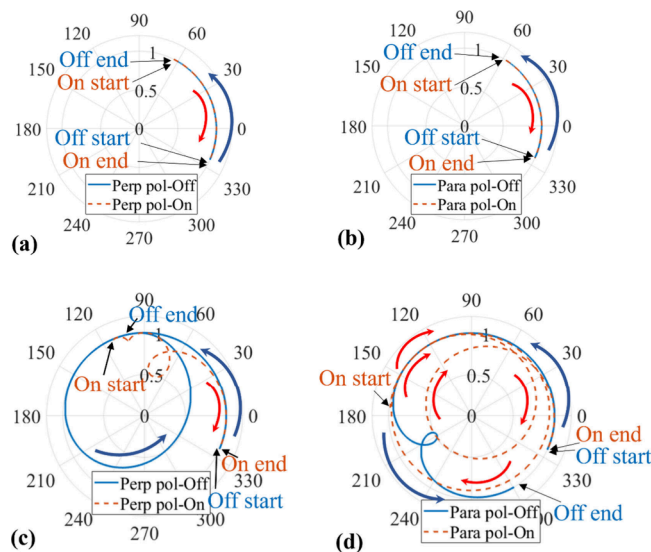 90
120
60
Off end
1
150
30
On start
0.5
180
0
0
Off start
On end
210
330
Perp pol-Off
Perp pol-On
240
300
270
(a)
90
120
60
Off end
1
150
30
On start
0.5
180
0
0
Off start
On end
210
330
Para pol-Off
Para pol-On
240
300
270
(b)
90
120
Off end
60
1
150
30
On start
0.5
180
0
0
On end
210
330
Perp pol-Off
Perp pol-On
Off start
240
300
270
(c)
90
120
60
1
150
30
On start
0.5
180
0
0
On end
Off start
210
330
Para pol-Off
Para pol-On
Off end
240
270
(d)